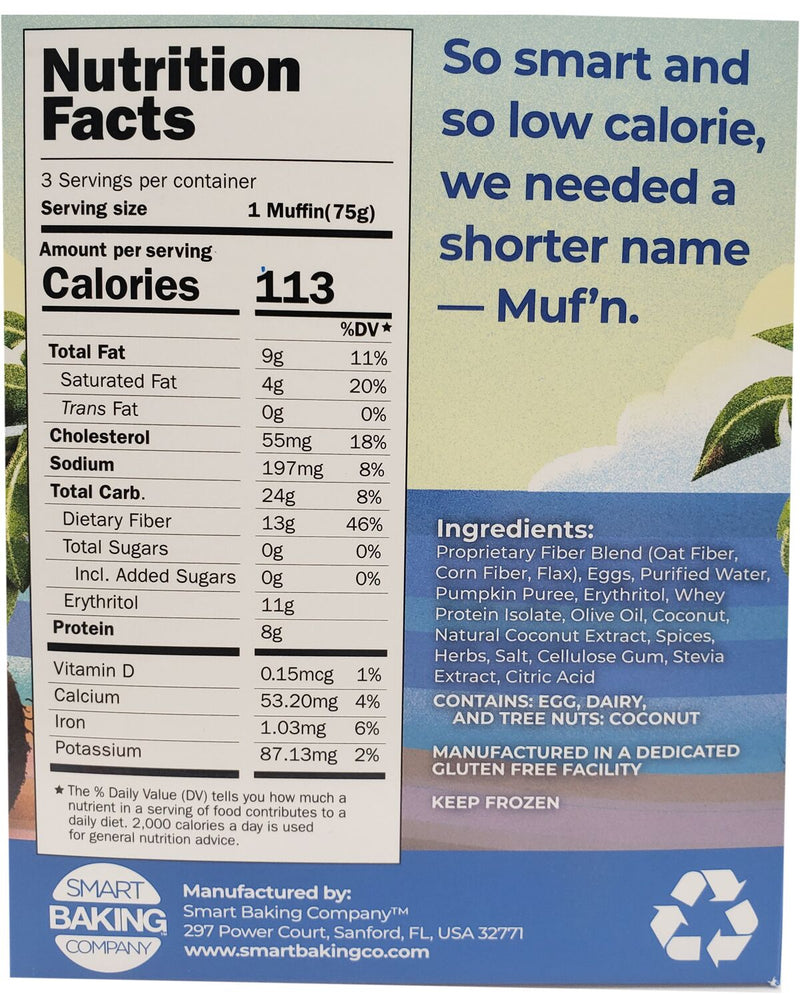 Nutrition
Facts
3 Servings per container
Serving size 1 Muffin(75g)
Amount per serving
Calories 113
%DV★
Total Fat 9g 11%
Saturated Fat 4g 20%
Trans Fat 0g 0%
Cholesterol 55mg 18%
Sodium 197mg 8%
Total Carb. 24g 8%
Dietary Fiber 13g 46%
Total Sugars 0g 0%
Incl. Added Sugars 0g 0%
Erythritol 11g
Protein 8g
Vitamin D 0.15mcg 1%
Calcium 53.20mg 4%
Iron 1.03mg 6%
Potassium 87.13mg 2%
★ The % Daily Value (DV) tells you how much a
nutrient in a serving of food contributes to a
daily diet. 2,000 calories a day is used
for general nutrition advice.
So smart and
so low calorie,
we needed a
shorter name
— Muf'n.
Ingredients:
Proprietary Fiber Blend (Oat Fiber,
Corn Fiber, Flax), Eggs, Purified Water,
Pumpkin Puree, Erythritol, Whey
Protein Isolate, Olive Oil, Coconut,
Natural Coconut Extract, Spices,
Herbs, Salt, Cellulose Gum, Stevia
Extract, Citric Acid
CONTAINS: EGG, DAIRY,
AND TREE NUTS: COCONUT
MANUFACTURED IN A DEDICATED
GLUTEN FREE FACILITY
KEEP FROZEN
SMART
BAKING™
COMPANY
Manufactured by:
Smart Baking Company™
297 Power Court, Sanford, FL, USA 32771
www.smartbakingco.com